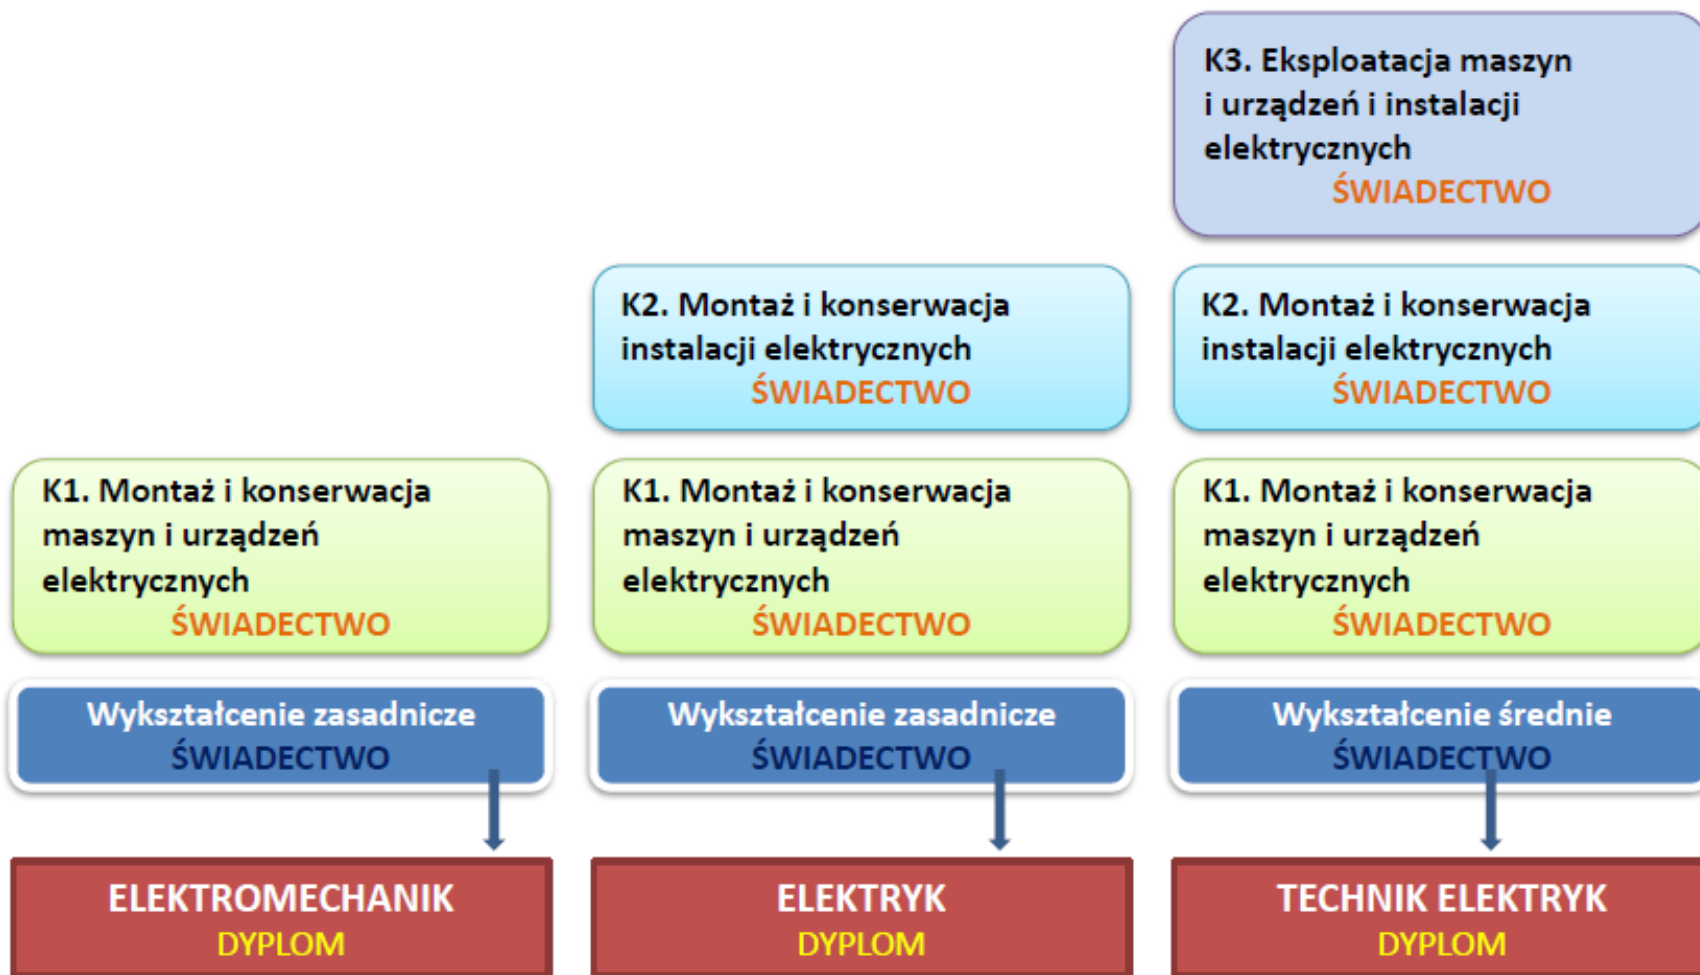 K3. Eksploatacja maszyn
i urządzeń i instalacji
elektrycznych
ŚWIADECTWO
K2. Montaż i konserwacja
instalacji elektrycznych
ŚWIADECTWO
K2. Montaż i konserwacja
instalacji elektrycznych
ŚWIADECTWO
K1. Montaż i konserwacja
maszyn i urządzeń
elektrycznych
ŚWIADECTWO
K1. Montaż i konserwacja
maszyn i urządzeń
elektrycznych
ŚWIADECTWO
K1. Montaż i konserwacja
maszyn i urządzeń
elektrycznych
ŚWIADECTWO
Wykształcenie zasadnicze
ŚWIADECTWO
Wykształcenie zasadnicze
ŚWIADECTWO
Wykształcenie średnie
ŚWIADECTWO
ELEKTROMECHANIK
DYPLOM
ELEKTRYK
DYPLOM
TECHNIK ELEKTRYK
DYPLOM